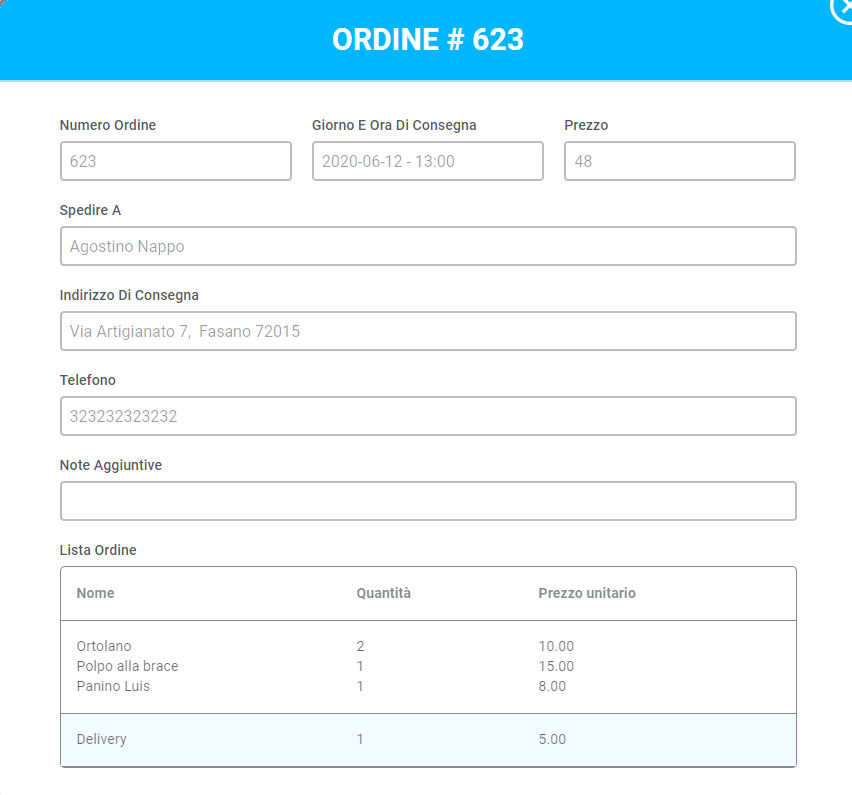 ORDINE # 623
Numero Ordine Giorno E Ora Di Consegna Prezzo
623 2020-06-12 - 13:00 48
Spedire A
Agostino Nappo
Indirizzo Di Consegna
Via Artigianato 7,  Fasano 72015
Telefono
323232323232
Note Aggiuntive
Lista Ordine
Nome Quantità Prezzo unitario
Ortolano 2 10.00
Polpo alla brace 1 15.00
Panino Luis 1 8.00
Delivery 1 5.00